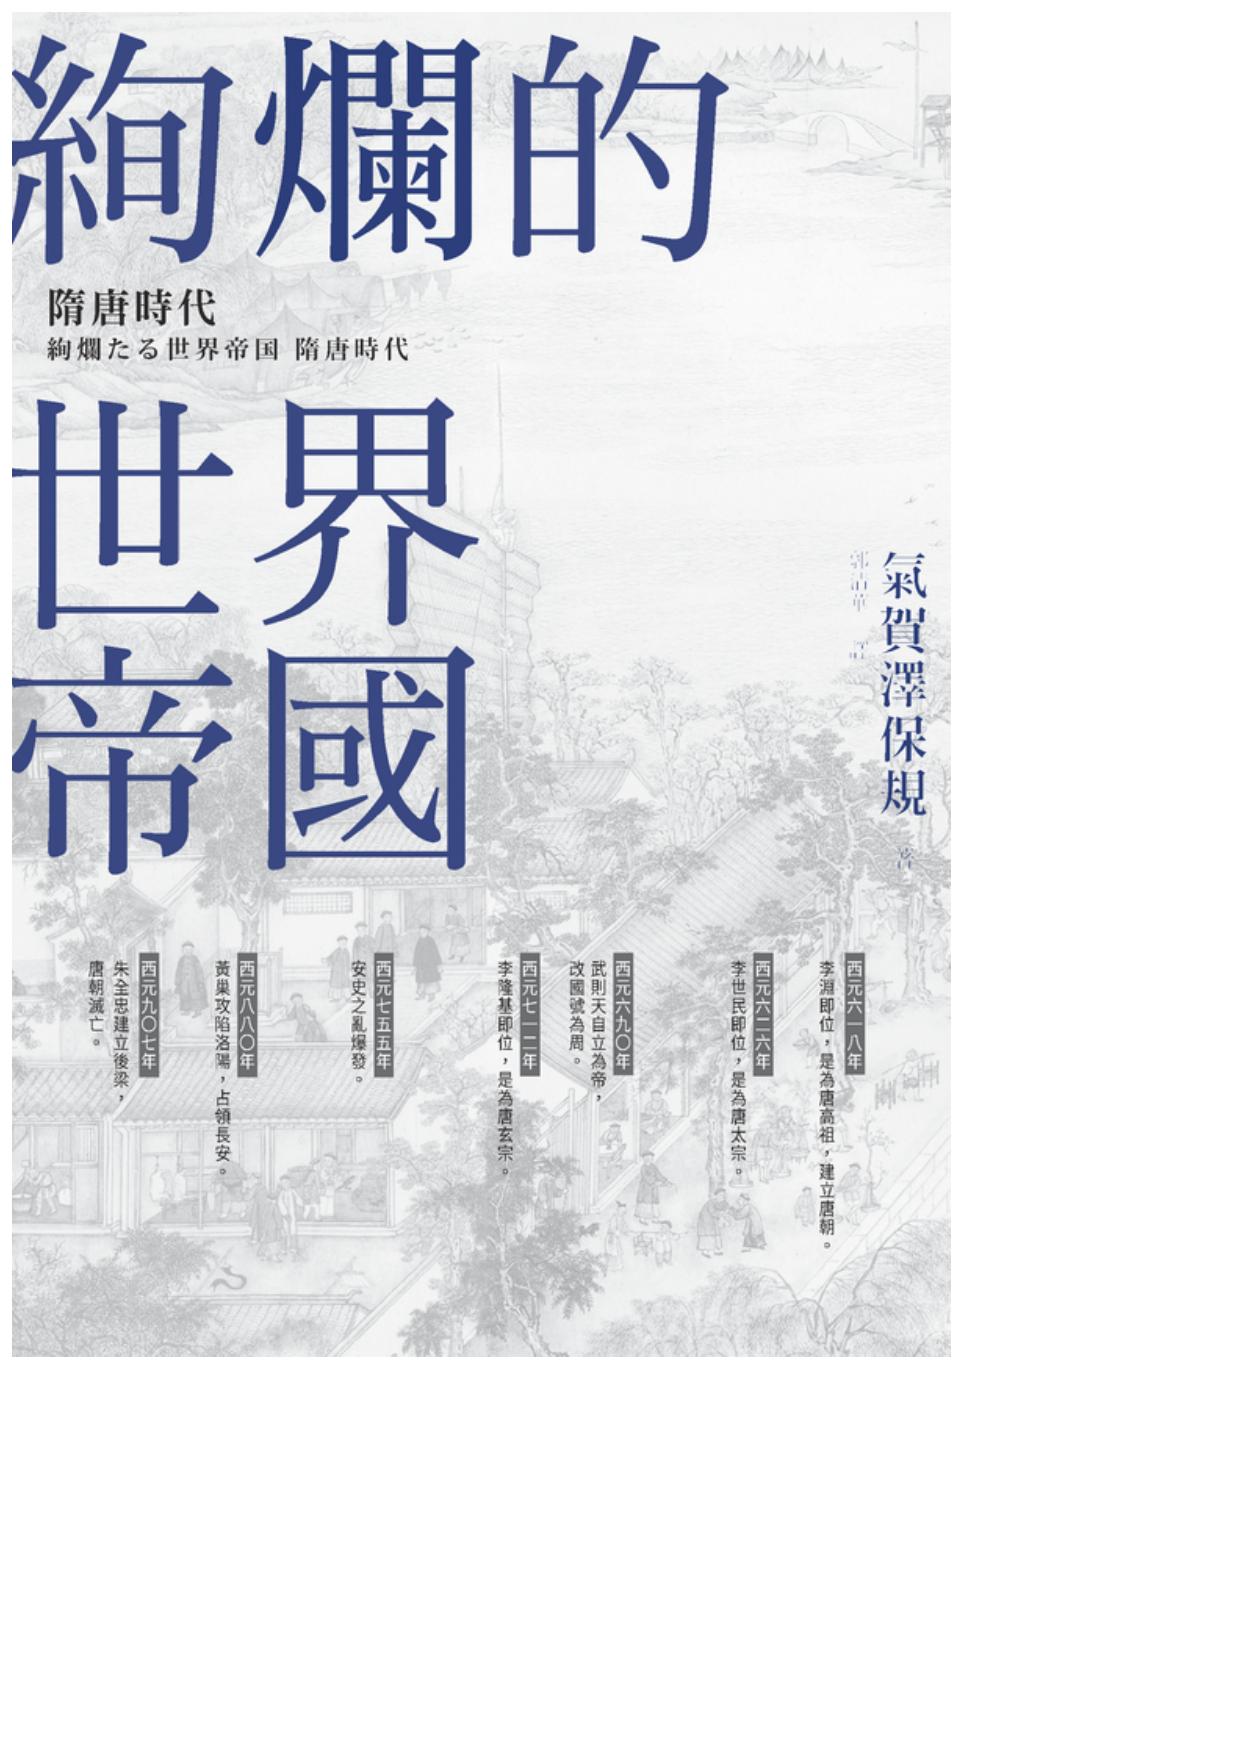 絢爛的
隋唐時代
絢爛たる世界帝国 隋唐時代
世界
帝國
氣賀澤保規 著
郭清華 譯
西元六一八年
李淵即位，是為唐高祖，建立唐朝。
西元六二六年
李世民即位，是為唐太宗。
西元六九〇年
武則天自立為帝，
改國號為周。
西元七一二年
李隆基即位，是為唐玄宗。
西元七五五年
安史之亂爆發。
西元八八〇年
黃巢攻陷洛陽，占領長安。
西元九〇七年
朱全忠建立後梁，
唐朝滅亡。